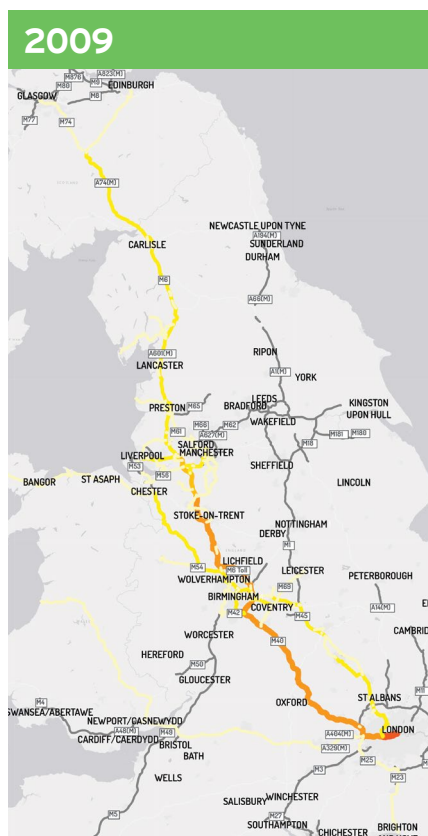 2009
A823(M)
M876
M9
M80
EDINBURGH
GLASGOW
M8
M77
M74
A74(M)
NEWCASTLE UPON TYNE
A194(M)
SUNDERLAND
CARLISLE
DURHAM
M6
A66(M)
RIPON
A601(M)
LANCASTER
A1(M)
YORK
LEEDS
PRESTON
M65
BRADFORD
KINGSTON
UPON HULL
M66
M62
WAKEFIELD
M61
A627(M)
M181
M180
M18
SALFORD
MANCHESTER
LIVERPOOL
M53
M56
SHEFFIELD
BANGOR
ST ASAPH
LINCOLN
CHESTER
STOKE-ON-TRENT
NOTTINGHAM
DERBY
M1
LICHFIELD
M54
M6 Toll
LEICESTER
PETERBOROUGH
WOLVERHAMPTON
M69
BIRMINGHAM
COVENTRY
A14(M)
M42
M45
CAMBRID
WORCESTER
M40
HEREFORD
M50
GLOUCESTER
ST ALBANS
M4
OXFORD
SWANSEA/ABERTAWE
NEWPORT/CASNEWYDD
A48(M)
M49
A404(M)
LONDON
CARDIFF/CAERDYDD
BRISTOL
A329(M)
BATH
M25
M3
M23
WELLS
SALISBURY
WINCHESTER
M5
M27
SOUTHAMPTON
BRIGHTON
CHICHESTER